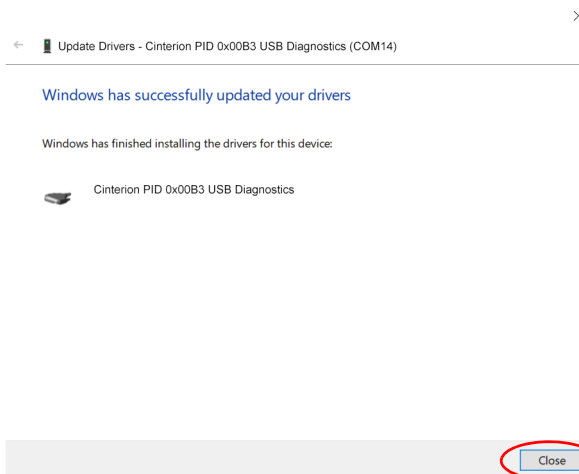 Update Drivers - Cinterion PID 0x00B3 USB Diagnostics (COM14)
Windows has successfully updated your drivers
Windows has finished installing the drivers for this device:
Cinterion PID 0x00B3 USB Diagnostics
Close